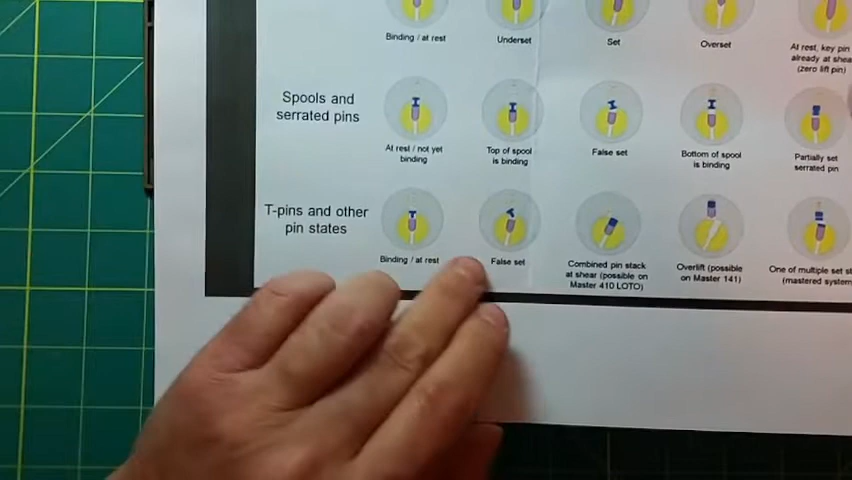 Binding / at rest
Underset
Set
Overset
At rest, key pin
already at shear
(zero lift pin)
Spools and
serrated pins
At rest / not yet
binding
Top of spool
is binding
False set
Bottom of spool
is binding
Partially set
serrated pin
T-pins and other
pin states
Binding / at rest
False set
Combined pin stack
at shear (possible on
Master 410 LOTO)
Overlift (possible
on Master 141)
One of multiple set
(mastered system